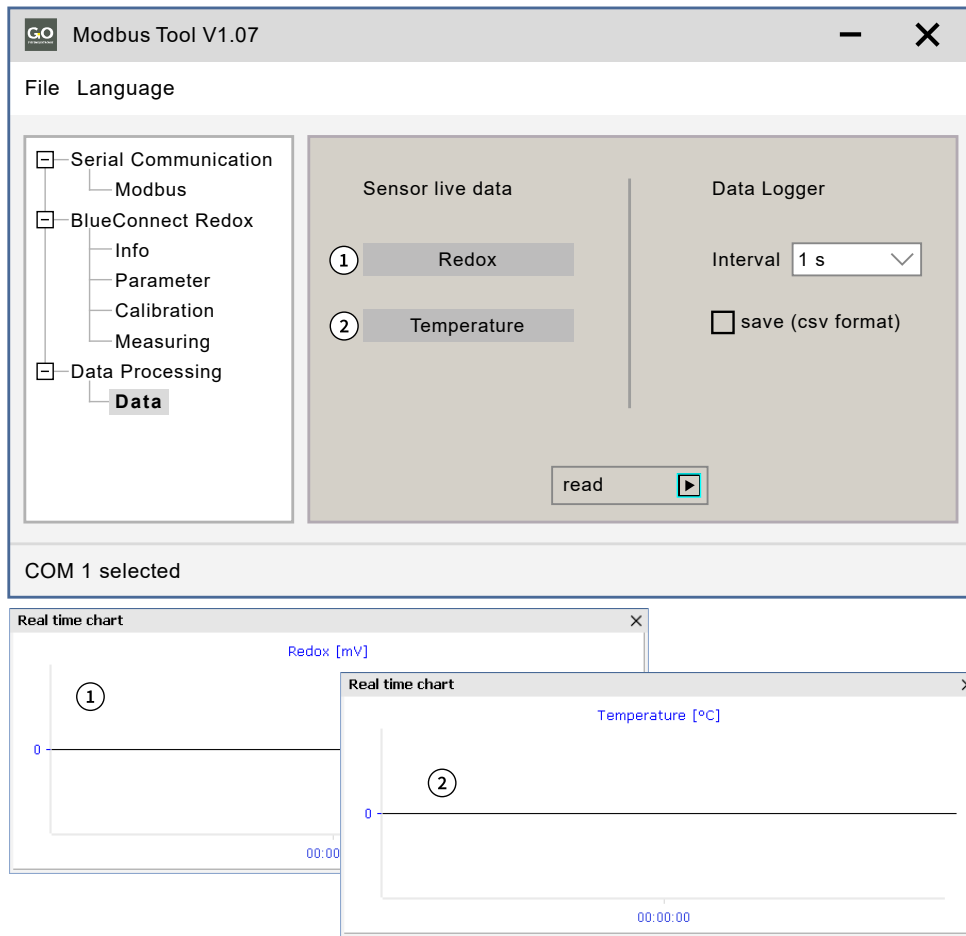 GO
Modbus Tool V1.07
File Language
Serial Communication
Modbus
BlueConnect Redox
Info
Parameter
Calibration
Measuring
Data Processing
Data
Sensor live data
1 Redox
2 Temperature
Data Logger
Interval 1 s
save (csv format)
read
COM 1 selected
Real time chart
Redox [mV]
1
0
00:00
Real time chart
Temperature [ºC]
2
0
00:00:00